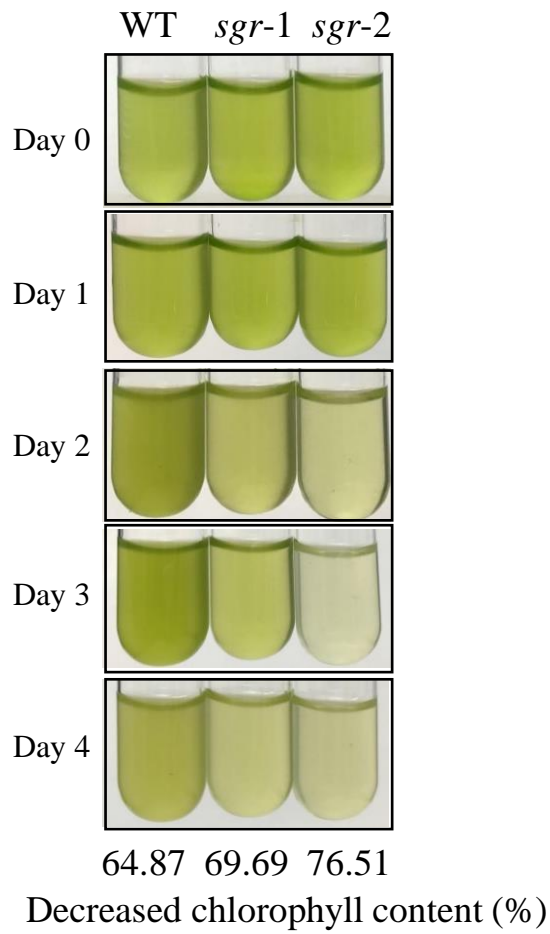 WT sgr-1 sgr-2
Day 0
Day 1
Day 2
Day 3
Day 4
64.87 69.69 76.51
Decreased chlorophyll content (%)